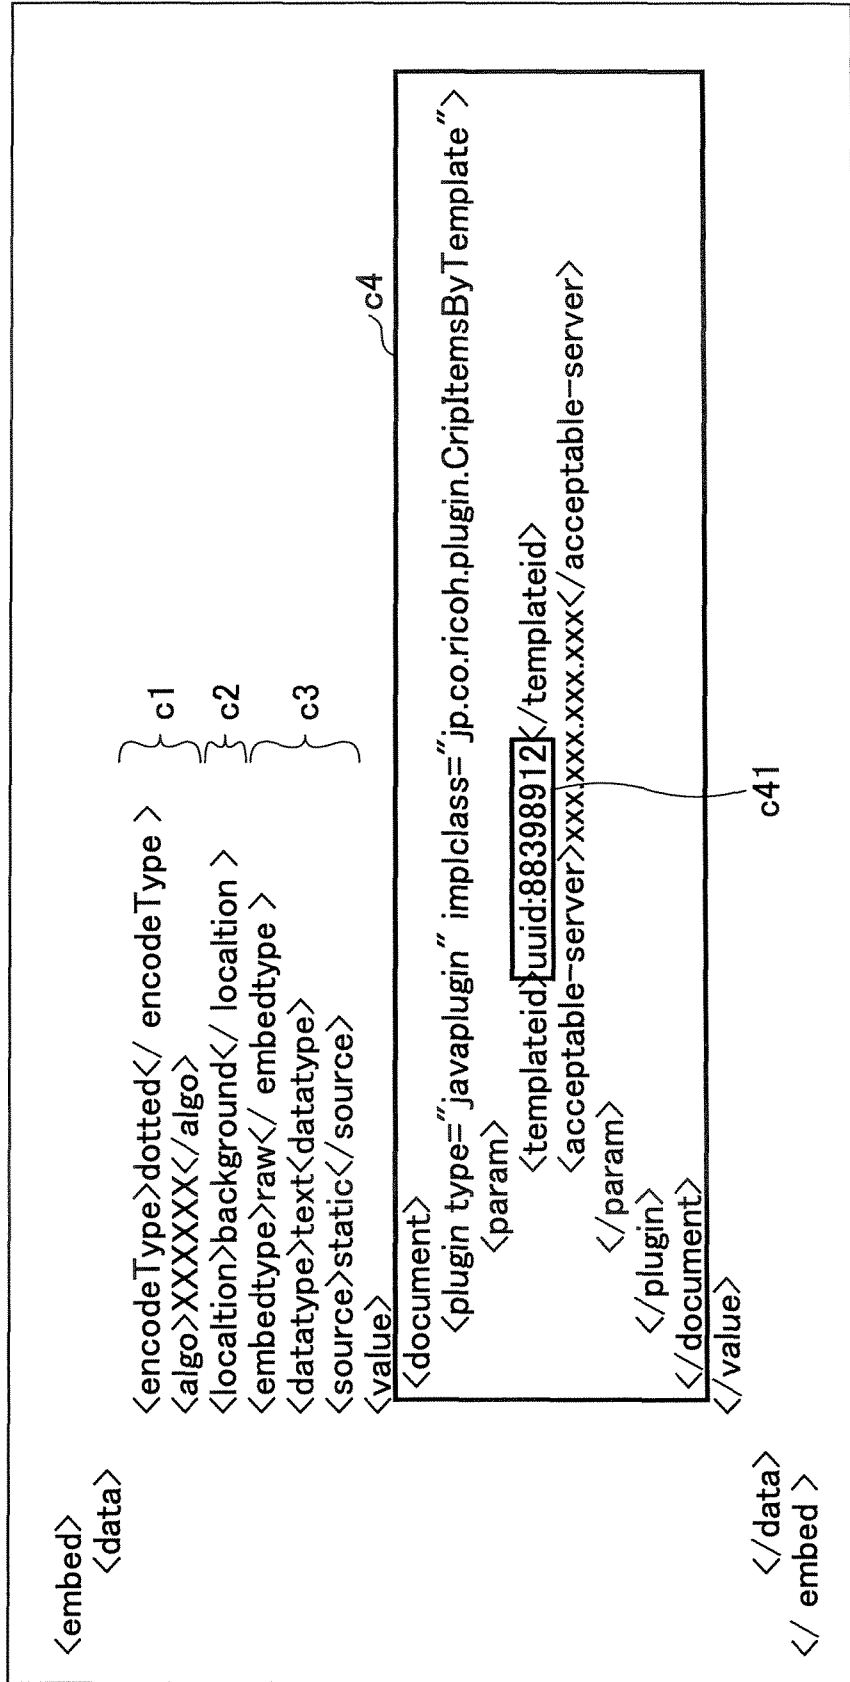 <embed>
<data>
<encodeType>dotted</ encodeType >
<algo>XXXXXX</algo>
c1
<localtion>background</ localtion >
c2
<embedtype>raw</ embedtype >
<datatype>text<datatype>
<source>static</source>
c3
<value>
c4
<document>
<plugin type="javaplugin" implclass="jp.co.ricoh.plugin.CripItemsByTemplate">
<param>
<templateid>uuid:88398912</templateid>
<acceptable-server>xxx.xxx.xxx.xxx</acceptable-server>
</param>
</plugin>
</document>
</value>
c41
</data>
</ embed >